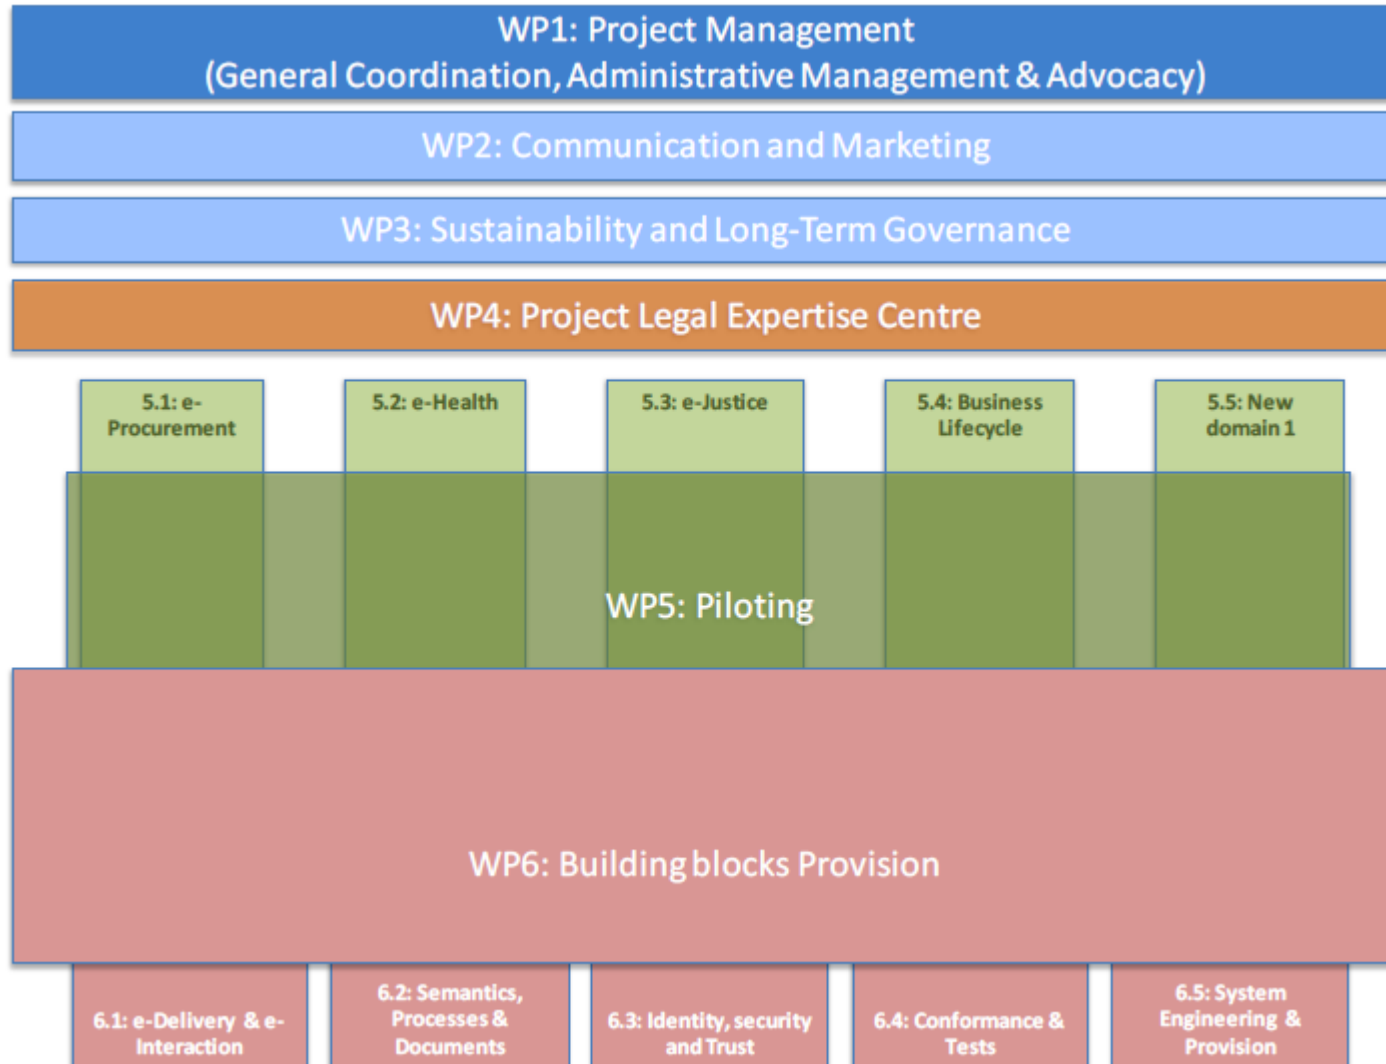 WP1: Project Management
(General Coordination, Administrative Management & Advocacy)
WP2: Communication and Marketing
WP3: Sustainability and Long-Term Governance
WP4: Project Legal Expertise Centre
5.1: e-
Procurement
5.2: e-Health
5.3: e-Justice
5.4: Business
Lifecycle
5.5: New
domain 1
WP5: Piloting
WP6: Building blocks Provision
6.1: e-Delivery & e-
Interaction
6.2: Semantics,
Processes &
Documents
6.3: Identity, security
and Trust
6.4: Conformance &
Tests
6.5: System
Engineering &
Provision